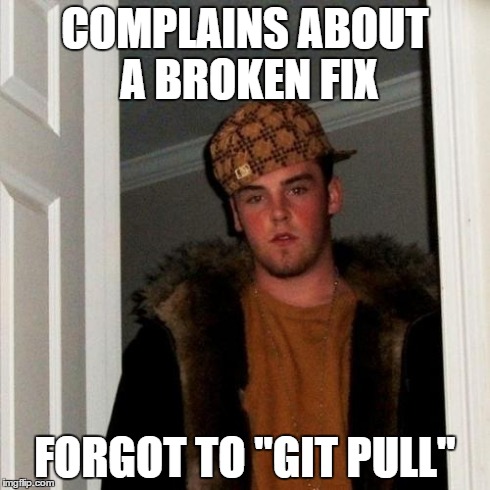 COMPLAINS ABOUT
A BROKEN FIX
FORGOT TO "GIT PULL"
imgflip.com